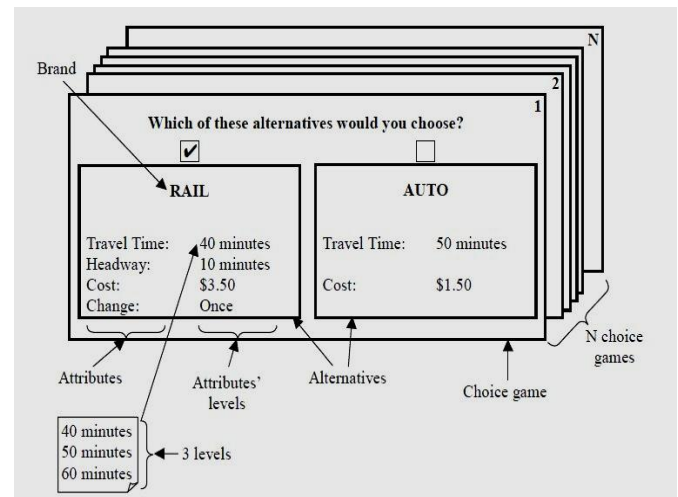 N
Brand
2
1
Which of these alternatives would you choose?
✔
RAIL
AUTO
Travel Time: 40 minutes
Headway: 10 minutes
Cost: $3.50
Change: Once
Travel Time: 50 minutes
Cost: $1.50
N choice
games
Attributes
Attributes’
levels
Alternatives
Choice game
40 minutes
50 minutes
60 minutes
3 levels